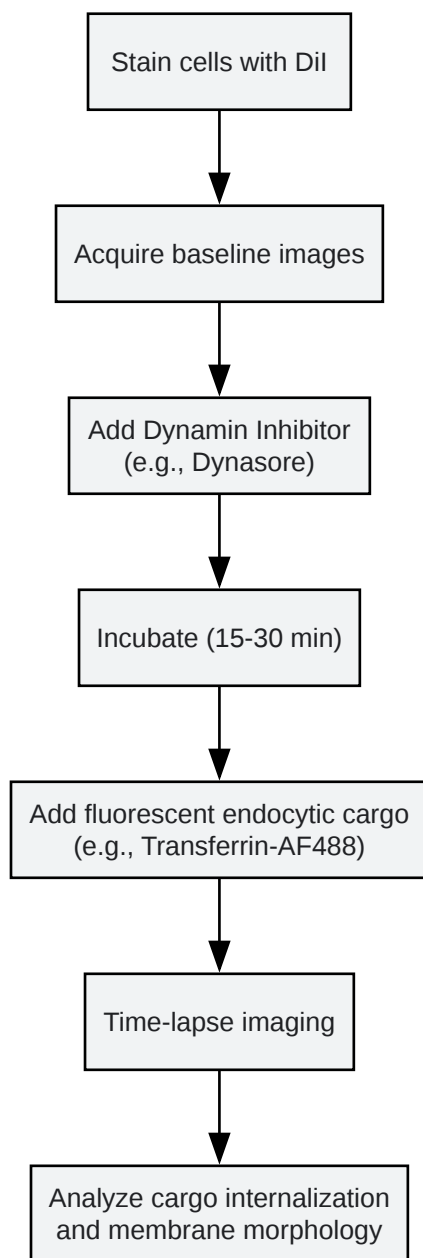 Stain cells with DiI
Acquire baseline images
Add Dynamin Inhibitor
(e.g., Dynasore)
Incubate (15-30 min)
Add fluorescent endocytic cargo
(e.g., Transferrin-AF488)
Time-lapse imaging
Analyze cargo internalization
and membrane morphology